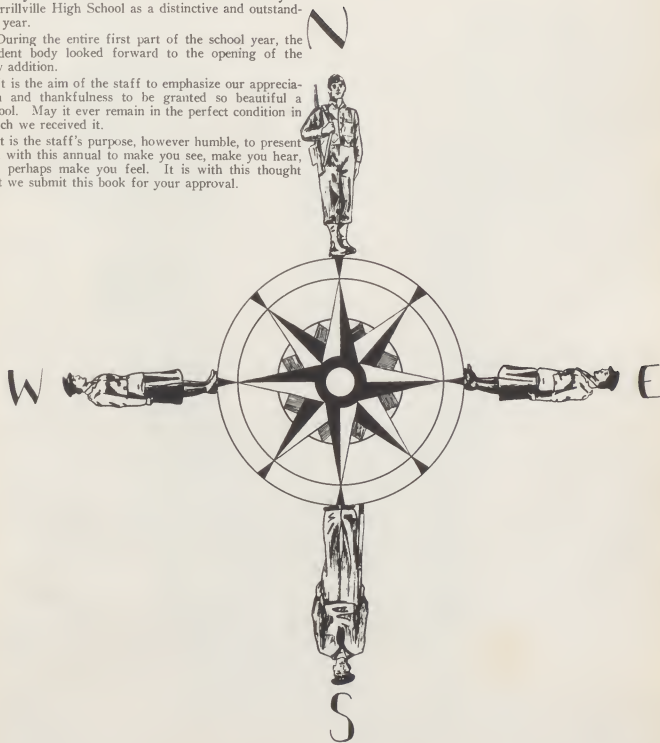 rrillville High School as a distinctive and outstand-
year.
During the entire first part of the school year, the
dent body looked forward to the opening of the
addition.
t is the aim of the staff to emphasize our apprecia-
and thankfulness to be granted so beautiful a
ool. May it ever remain in the perfect condition in
ch we received it.
t is the staff's purpose, however humble, to present
with this annual to make you see, make you hear,
perhaps make you feel. It is with this thought
t we submit this book for your approval.
N
W
E
S